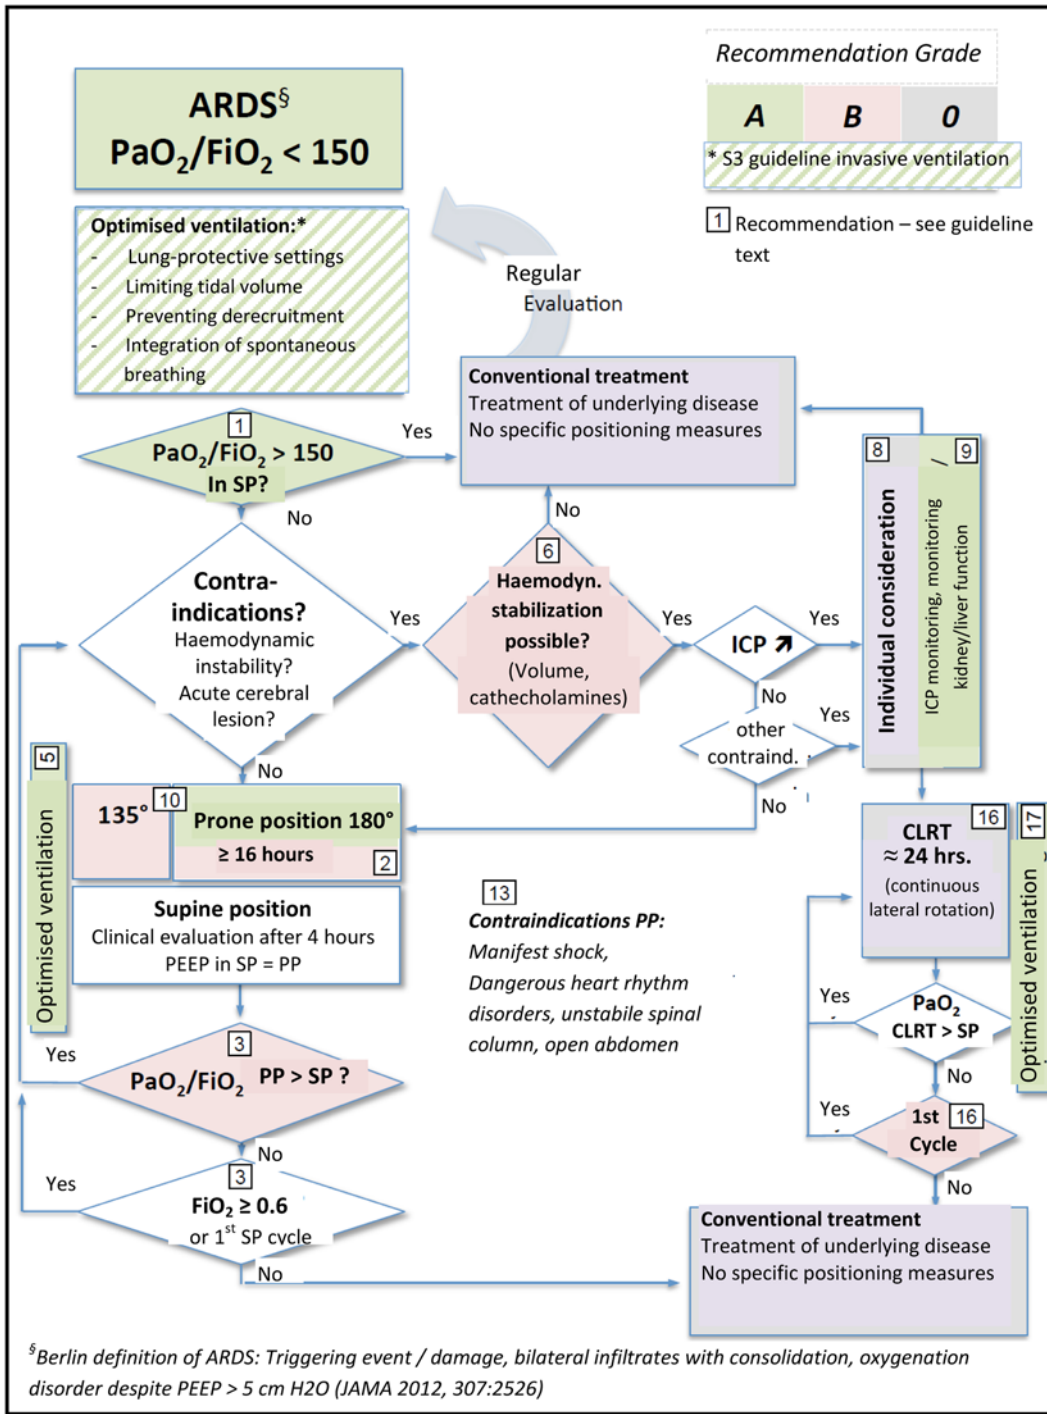 Recommendation Grade
A B 0
* S3 guideline invasive ventilation
1 Recommendation – see guideline
text
ARDS§
PaO2/FiO2 < 150
Optimised ventilation:*
- Lung-protective settings
- Limiting tidal volume
- Preventing derecruitment
- Integration of spontaneous
breathing
Regular
Evaluation
Conventional treatment
Treatment of underlying disease
No specific positioning measures
1
PaO2/FiO2 > 150
In SP?
Yes
No
Contra-
indications?
Haemodynamic
instability?
Acute cerebral
lesion?
Yes
No
6
Haemodyn.
stabilization
possible?
(Volume,
cathecholamines)
No
Yes
ICP ↗
Yes
No
other
contraind.
Yes
No
8 / 9
Individual consideration
ICP monitoring, monitoring
kidney/liver function
5
Optimised ventilation
135°
10
Prone position 180°
≥ 16 hours
2
Supine position
Clinical evaluation after 4 hours
PEEP in SP = PP
3
PaO2/FiO2 PP > SP ?
Yes
No
3
FiO2 ≥ 0.6
or 1st SP cycle
Yes
No
13
Contraindications PP:
Manifest shock,
Dangerous heart rhythm
disorders, unstabile spinal
column, open abdomen
16
CLRT
≈ 24 hrs.
(continuous
lateral rotation)
17
Optimised ventilation
PaO2
CLRT > SP
Yes
No
1st 16
Cycle
Yes
No
Conventional treatment
Treatment of underlying disease
No specific positioning measures
§Berlin definition of ARDS: Triggering event / damage, bilateral infiltrates with consolidation, oxygenation
disorder despite PEEP > 5 cm H2O (JAMA 2012, 307:2526)